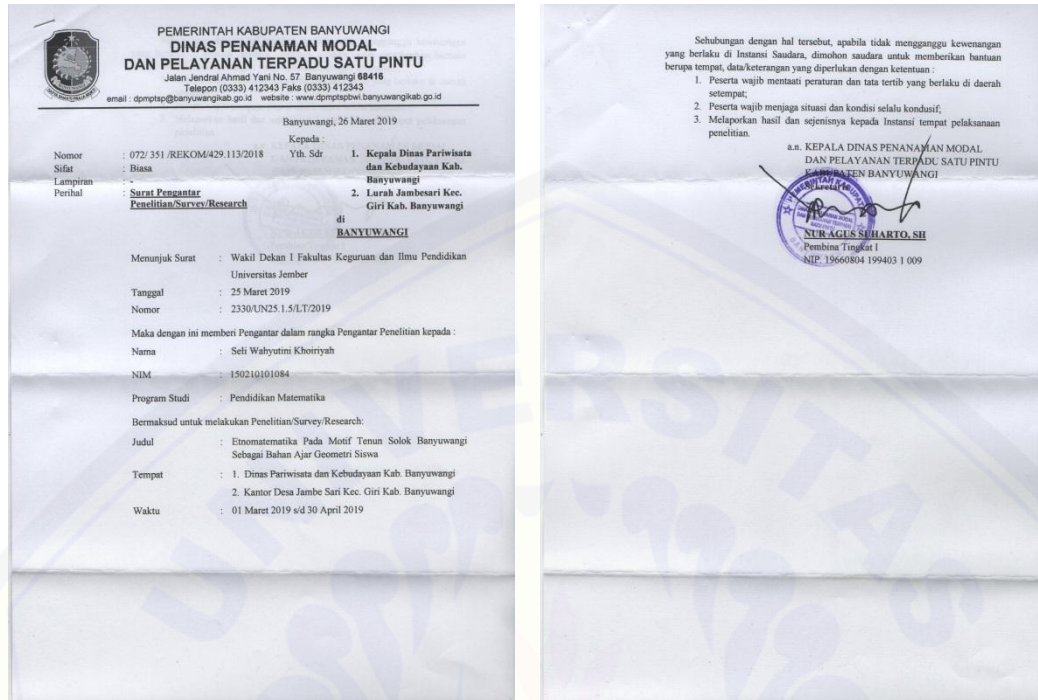 PEMERINTAH KABUPATEN BANYUWANGI
DINAS PENANAMAN MODAL
DAN PELAYANAN TERPADU SATU PINTU
Jalan Jendral Ahmad Yani No. 57 Banyuwangi 68416
Telepon (0333) 412343 Faks (0333) 412343
email : dpmptsp@banyuwangikab.go.id website : www.dpmptspbwi.banyuwangikab.go.id
Banyuwangi, 26 Maret 2019
Kepada :
Nomor : 072/ 351 /REKOM/429.113/2018 Yth. Sdr 1. Kepala Dinas Pariwisata
Sifat : Biasa dan Kebudayaan Kab.
Lampiran : - Banyuwangi
Perihal : Surat Pengantar 2. Lurah Jambesari Kec.
Penelitian/Survey/Research Giri Kab. Banyuwangi
di
BANYUWANGI
Menunjuk Surat : Wakil Dekan I Fakultas Keguruan dan Ilmu Pendidikan
Universitas Jember
Tanggal : 25 Maret 2019
Nomor : 2330/UN25.1.5/LT/2019
Maka dengan ini memberi Pengantar dalam rangka Pengantar Penelitian kepada :
Nama : Seli Wahyutini Khoiriyah
NIM : 150210101084
Program Studi : Pendidikan Matematika
Bermaksud untuk melakukan Penelitian/Survey/Research:
Judul : Etnomatematika Pada Motif Tenun Solok Banyuwangi
Sebagai Bahan Ajar Geometri Siswa
Tempat : 1. Dinas Pariwisata dan Kebudayaan Kab. Banyuwangi
2. Kantor Desa Jambe Sari Kec. Giri Kab. Banyuwangi
Waktu : 01 Maret 2019 s/d 30 April 2019
Sehubungan dengan hal tersebut, apabila tidak mengganggu kewenangan
yang berlaku di Instansi Saudara, dimohon saudara untuk memberikan bantuan
berupa tempat, data/keterangan yang diperlukan dengan ketentuan :
1. Peserta wajib mentaati peraturan dan tata tertib yang berlaku di daerah
setempat;
2. Peserta wajib menjaga situasi dan kondisi selalu kondusif;
3. Melaporkan hasil dan sejenisnya kepada Instansi tempat pelaksanaan
penelitian.
a.n. KEPALA DINAS PENANAMAN MODAL
DAN PELAYANAN TERPADU SATU PINTU
KABUPATEN BANYUWANGI
Sekretaris
NUR AGUS SUHARTO, SH
Pembina Tingkat I
NIP. 19660804 199403 1 009
UNIVERSITAS